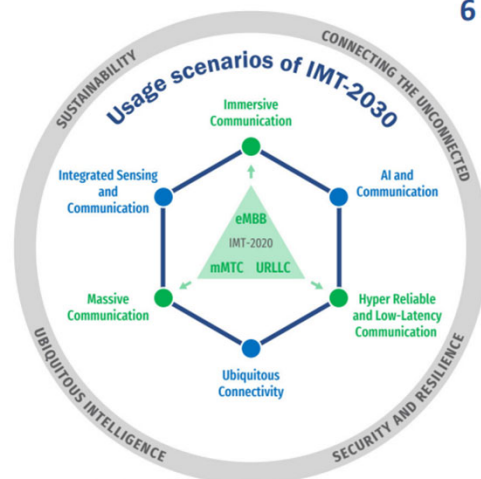 6
SUSTAINABILITY
CONNECTING THE UNCONNECTED
Usage scenarios of IMT-2030
Immersive
Communication
Integrated Sensing
and
Communication
AI and
Communication
eMBB
IMT-2020
mMTC URLLC
Massive
Communication
Hyper Reliable
and Low-Latency
Communication
Ubiquitous
Connectivity
UBIQUITOUS INTELLIGENCE
SECURITY AND RESILIENCE